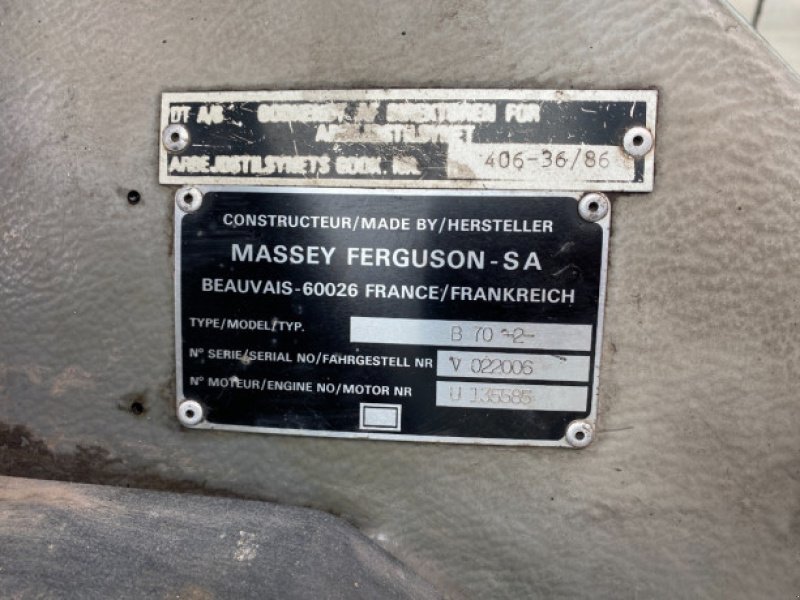 DT A/S GODKENDT AF DIREKTØREN FOR
ARBEJDSTILSYNET
ARBEJDSTILSYNETS GODK. NR. 406-36/86
CONSTRUCTEUR/MADE BY/HERSTELLER
MASSEY FERGUSON-SA
BEAUVAIS-60026 FRANCE/FRANKREICH
TYPE/MODEL/TYP. B 70 -2-
N° SERIE/SERIAL NO/FAHRGESTELL NR V 022006
N° MOTEUR/ENGINE NO/MOTOR NR U 135585